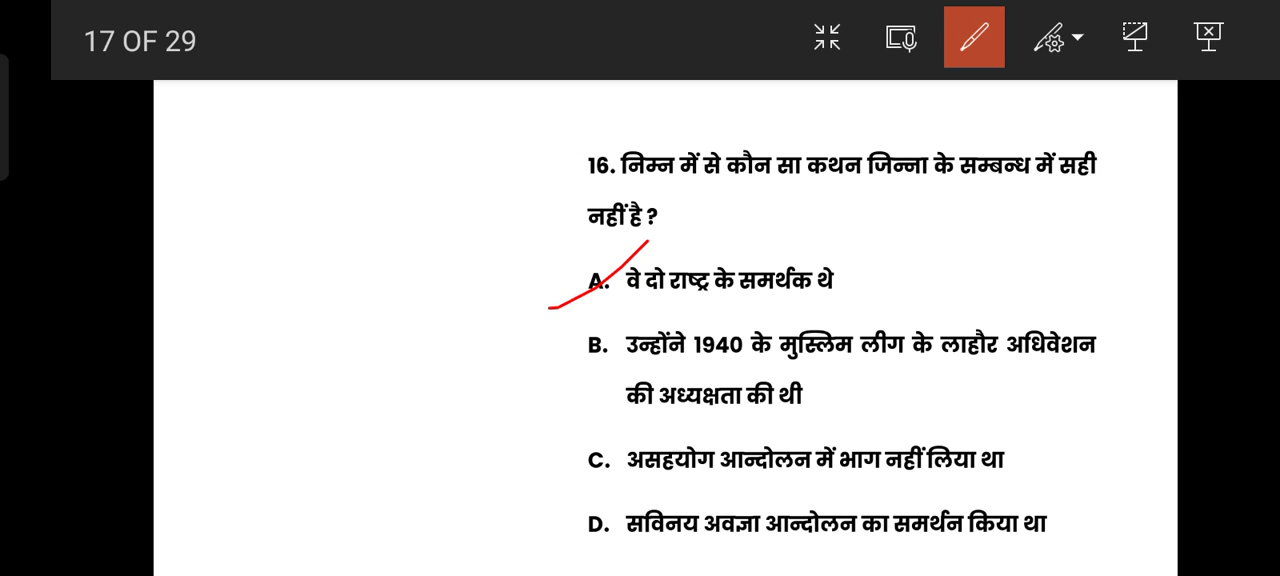 17 OF 29
16. निम्न में से कौन सा कथन जिन्ना के सम्बन्ध में सही
नहीं है ?
A. वे दो राष्ट्र के समर्थक थे
B. उन्होंने 1940 के मुस्लिम लीग के लाहौर अधिवेशन
की अध्यक्षता की थी
C. असहयोग आन्दोलन में भाग नहीं लिया था
D. सविनय अवज्ञा आन्दोलन का समर्थन किया था